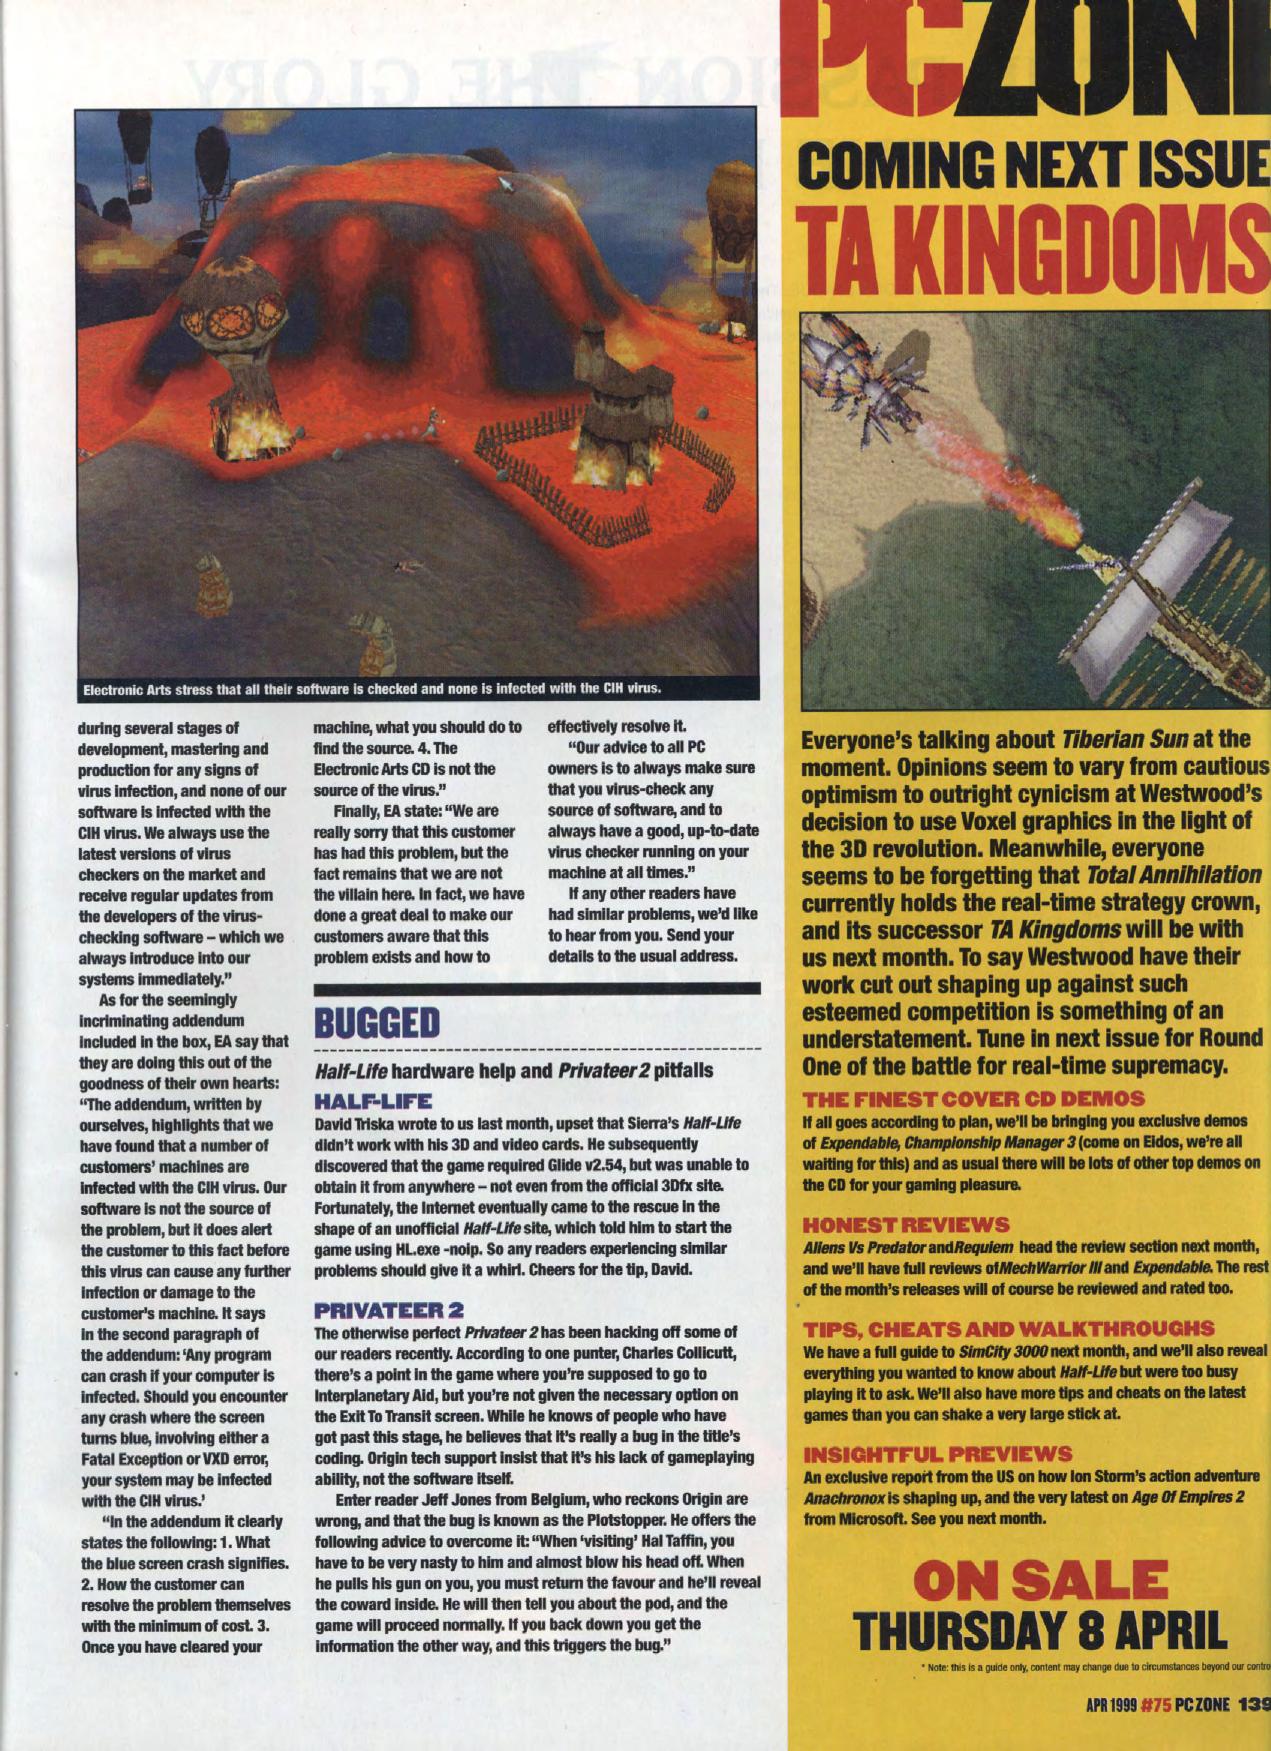 Electronic Arts stress that all their software is checked and none is infected with the CIH virus.
during several stages of
development, mastering and
production for any signs of
virus infection, and none of our
software is infected with the
CIH virus. We always use the
latest versions of virus
checkers on the market and
receive regular updates from
the developers of the virus-
checking software – which we
always introduce into our
systems immediately."
As for the seemingly
incriminating addendum
included in the box, EA say that
they are doing this out of the
goodness of their own hearts:
"The addendum, written by
ourselves, highlights that we
have found that a number of
customers' machines are
infected with the CIH virus. Our
software is not the source of
the problem, but it does alert
the customer to this fact before
this virus can cause any further
infection or damage to the
customer's machine. It says
in the second paragraph of
the addendum: 'Any program
can crash if your computer is
infected. Should you encounter
any crash where the screen
turns blue, involving either a
Fatal Exception or VXD error,
your system may be infected
with the CIH virus.'
"In the addendum it clearly
states the following: 1. What
the blue screen crash signifies.
2. How the customer can
resolve the problem themselves
with the minimum of cost. 3.
Once you have cleared your
machine, what you should do to
find the source. 4. The
Electronic Arts CD is not the
source of the virus."
Finally, EA state: "We are
really sorry that this customer
has had this problem, but the
fact remains that we are not
the villain here. In fact, we have
done a great deal to make our
customers aware that this
problem exists and how to
effectively resolve it.
"Our advice to all PC
owners is to always make sure
that you virus-check any
source of software, and to
always have a good, up-to-date
virus checker running on your
machine at all times."
If any other readers have
had similar problems, we'd like
to hear from you. Send your
details to the usual address.
BUGGED
Half-Life hardware help and Privateer 2 pitfalls
HALF-LIFE
David Triska wrote to us last month, upset that Sierra's Half-Life
didn't work with his 3D and video cards. He subsequently
discovered that the game required Glide v2.54, but was unable to
obtain it from anywhere – not even from the official 3Dfx site.
Fortunately, the Internet eventually came to the rescue in the
shape of an unofficial Half-Life site, which told him to start the
game using HL.exe -noip. So any readers experiencing similar
problems should give it a whirl. Cheers for the tip, David.
PRIVATEER 2
The otherwise perfect Privateer 2 has been hacking off some of
our readers recently. According to one punter, Charles Collicutt,
there's a point in the game where you're supposed to go to
Interplanetary Aid, but you're not given the necessary option on
the Exit To Transit screen. While he knows of people who have
got past this stage, he believes that it's really a bug in the title's
coding. Origin tech support insist that it's his lack of gameplaying
ability, not the software itself.
Enter reader Jeff Jones from Belgium, who reckons Origin are
wrong, and that the bug is known as the Plotstopper. He offers the
following advice to overcome it: "When 'visiting' Hal Taffin, you
have to be very nasty to him and almost blow his head off. When
he pulls his gun on you, you must return the favour and he'll reveal
the coward inside. He will then tell you about the pod, and the
game will proceed normally. If you back down you get the
information the other way, and this triggers the bug."
PCZONE
COMING NEXT ISSUE
TA KINGDOMS
Everyone's talking about Tiberian Sun at the
moment. Opinions seem to vary from cautious
optimism to outright cynicism at Westwood's
decision to use Voxel graphics in the light of
the 3D revolution. Meanwhile, everyone
seems to be forgetting that Total Annihilation
currently holds the real-time strategy crown,
and its successor TA Kingdoms will be with
us next month. To say Westwood have their
work cut out shaping up against such
esteemed competition is something of an
understatement. Tune in next issue for Round
One of the battle for real-time supremacy.
THE FINEST COVER CD DEMOS
If all goes according to plan, we'll be bringing you exclusive demos
of Expendable, Championship Manager 3 (come on Eidos, we're all
waiting for this) and as usual there will be lots of other top demos on
the CD for your gaming pleasure.
HONEST REVIEWS
Aliens Vs Predator and Requiem head the review section next month,
and we'll have full reviews of MechWarrior III and Expendable. The rest
of the month's releases will of course be reviewed and rated too.
TIPS, CHEATS AND WALKTHROUGHS
We have a full guide to SimCity 3000 next month, and we'll also reveal
everything you wanted to know about Half-Life but were too busy
playing it to ask. We'll also have more tips and cheats on the latest
games than you can shake a very large stick at.
INSIGHTFUL PREVIEWS
An exclusive report from the US on how Ion Storm's action adventure
Anachronox is shaping up, and the very latest on Age Of Empires 2
from Microsoft. See you next month.
ON SALE
THURSDAY 8 APRIL
* Note: this is a guide only, content may change due to circumstances beyond our contro
APR 1999 #75 PC ZONE 139